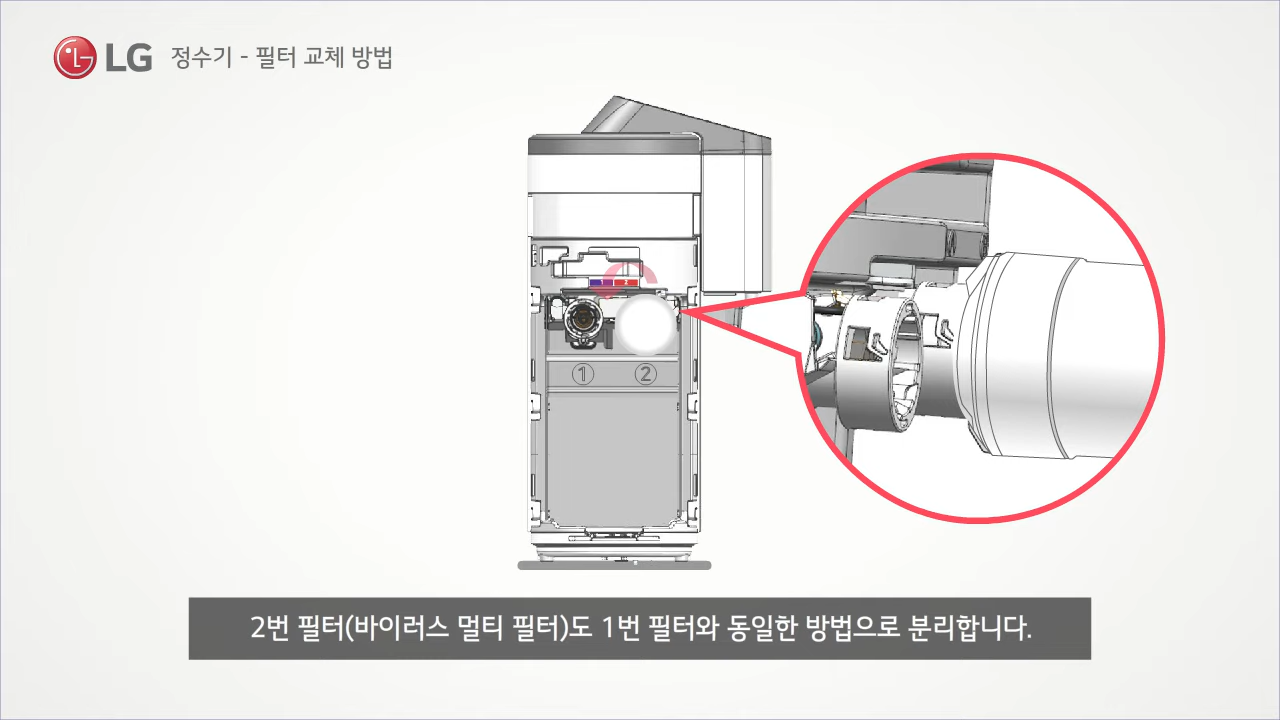 LG 정수기 - 필터 교체 방법
① ②
2번 필터(바이러스 멀티 필터)도 1번 필터와 동일한 방법으로 분리합니다.